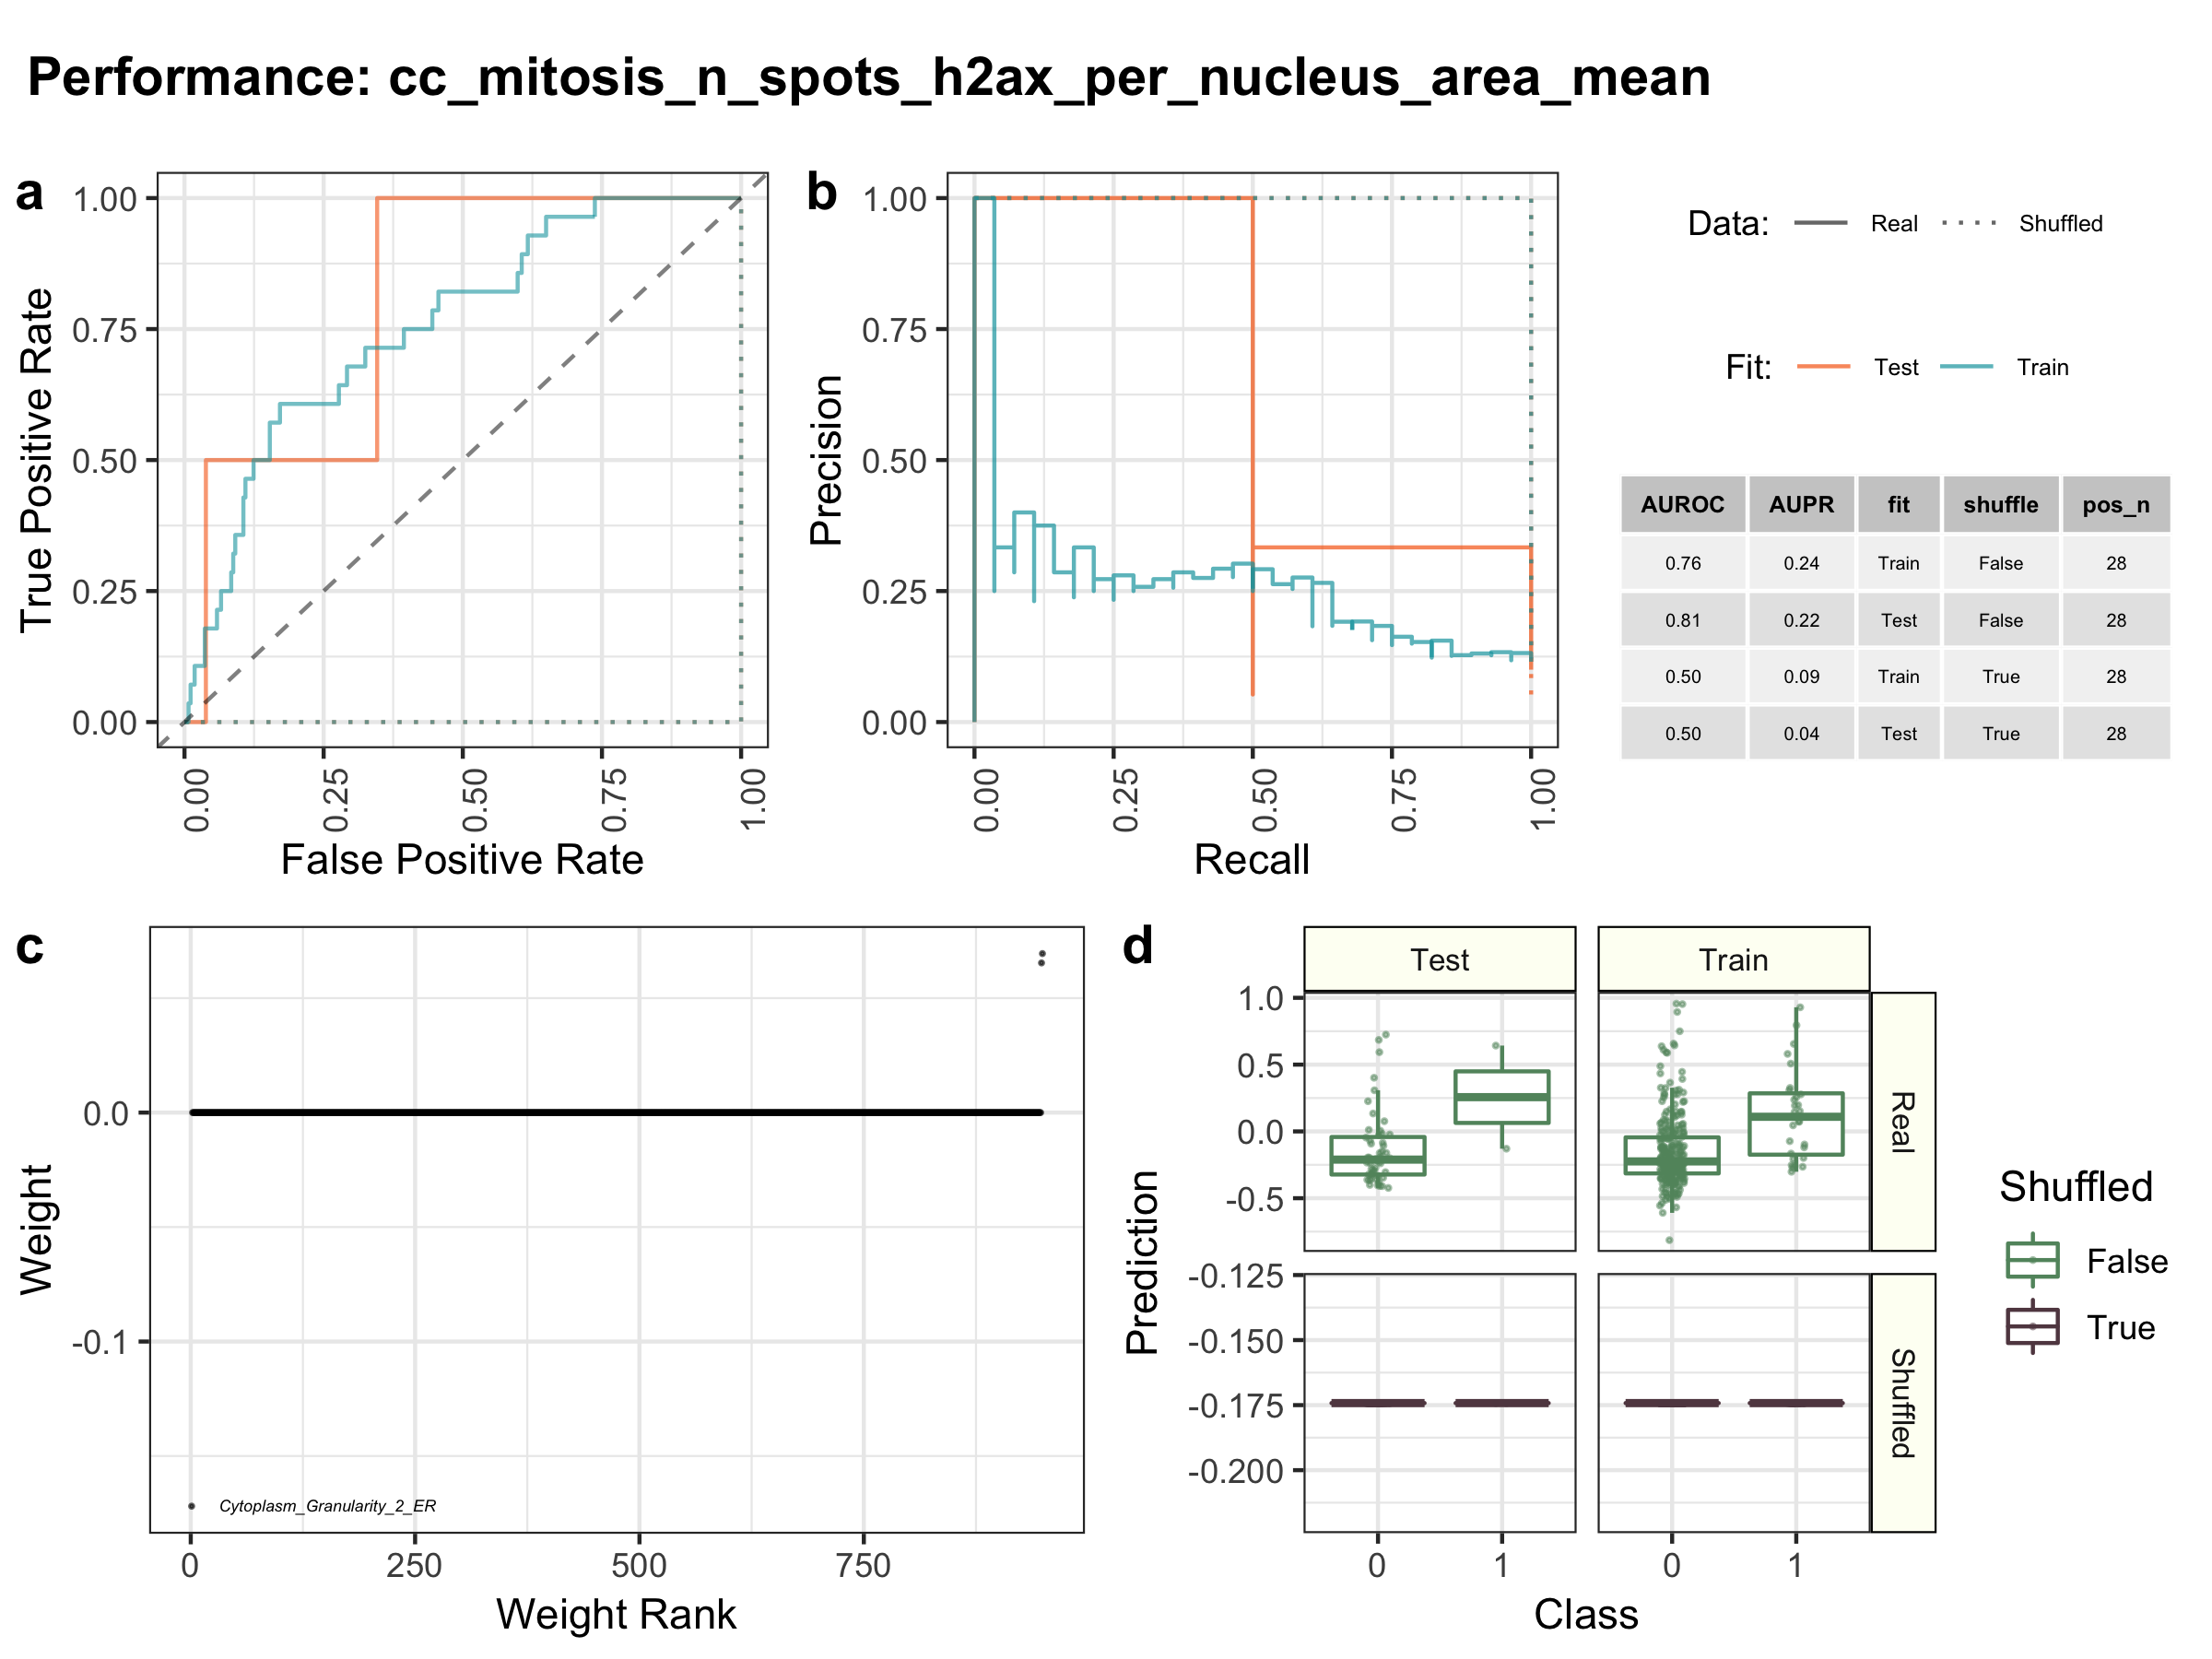 Performance: cc_mitosis_n_spots_h2ax_per_nucleus_area_mean
a
True Positive Rate
1.00
0.75
0.50
0.25
0.00
0.00
0.25
0.50
0.75
1.00
False Positive Rate
b
Precision
1.00
0.75
0.50
0.25
0.00
0.00
0.25
0.50
0.75
1.00
Recall
Data: Real Shuffled
Fit: Test Train
AUROC AUPR fit shuffle pos_n
0.76 0.24 Train False 28
0.81 0.22 Test False 28
0.50 0.09 Train True 28
0.50 0.04 Test True 28
c
Weight
0.0
-0.1
Cytoplasm_Granularity_2_ER
0 250 500 750
Weight Rank
d
Prediction
Test Train
1.0
0.5
0.0
-0.5
Real
-0.125
-0.150
-0.175
-0.200
Shuffled
0 1 0 1
Class
Shuffled
False
True